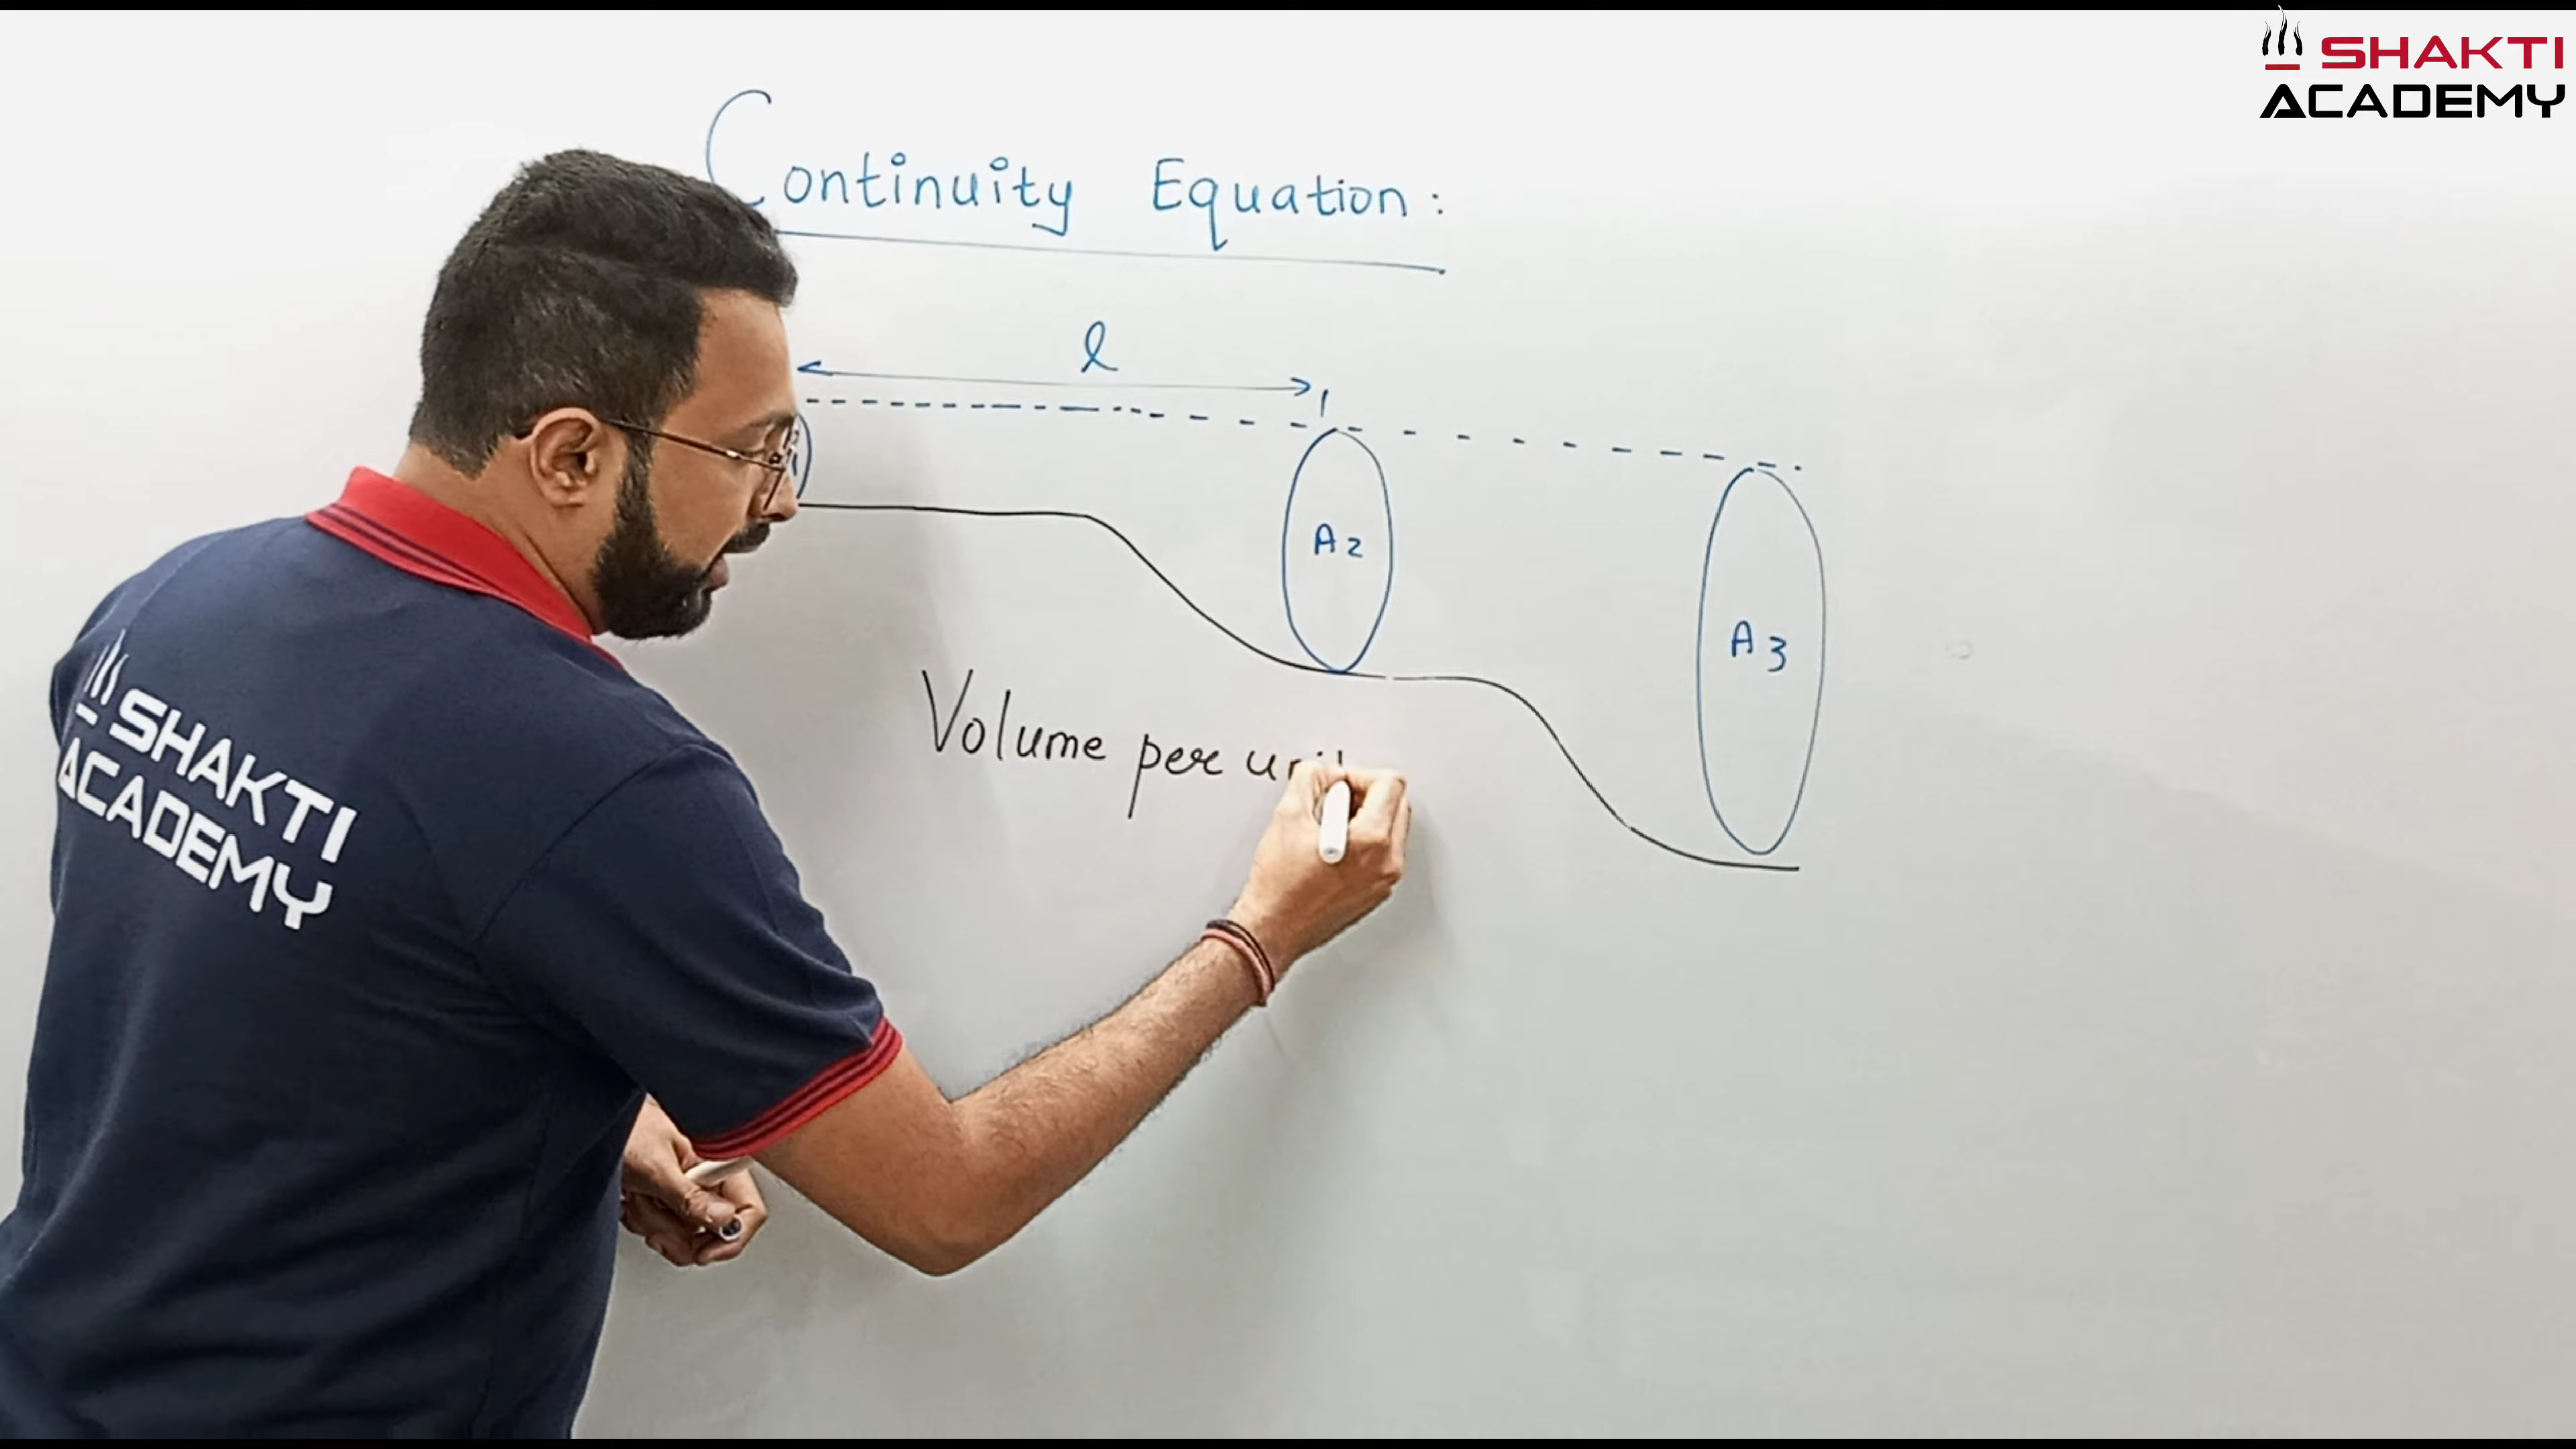 SHAKTI
ACADEMY
Continuity Equation:
l
A2
A3
Volume per
SHAKTI
ACADEMY